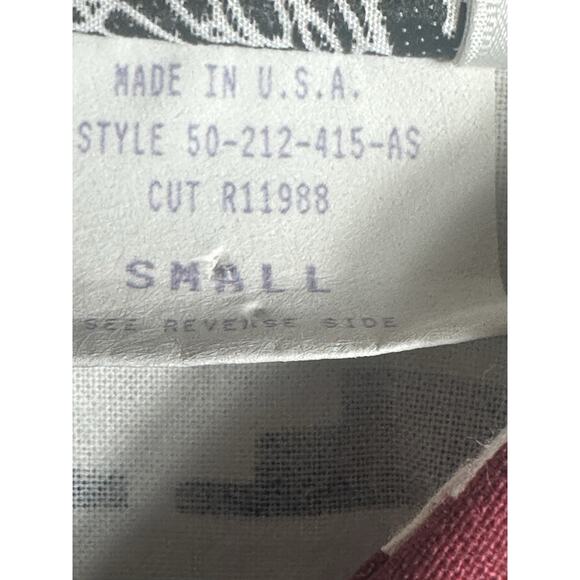 MADE IN U.S.A.
STYLE 50-212-415-AS
CUT R11988
SMALL
SEE REVERSE SIDE